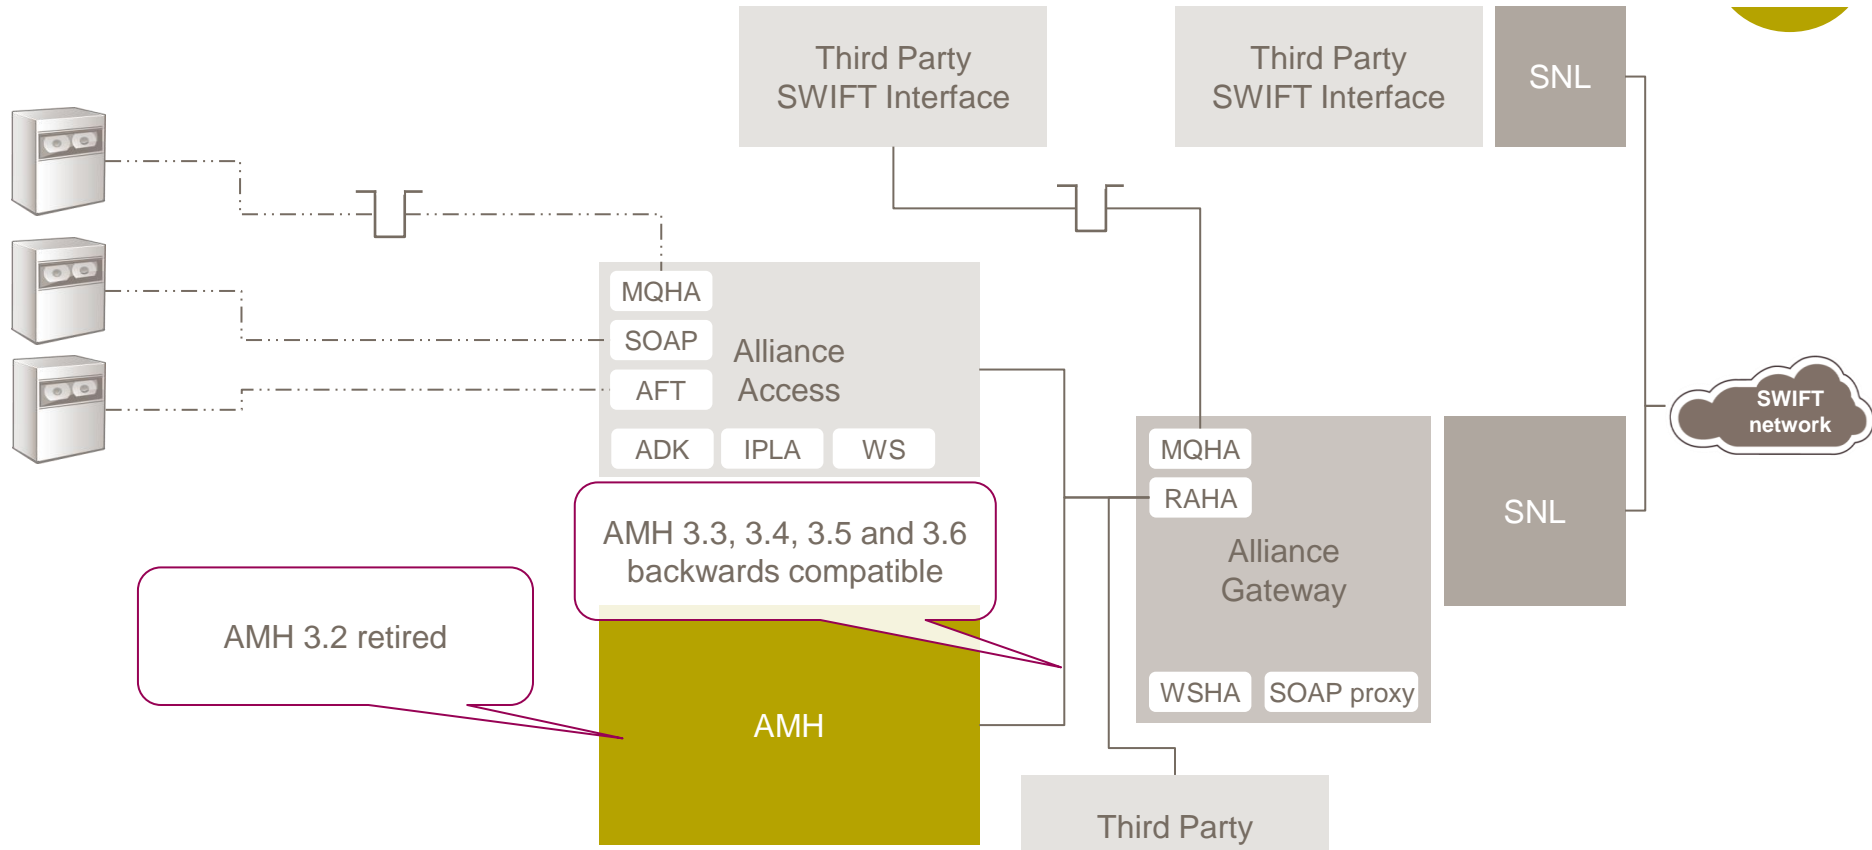 Third Party
SWIFT Interface
Third Party
SWIFT Interface
SNL
MQHA
SOAP
AFT
Alliance
Access
ADK
IPLA
WS
SWIFT
network
MQHA
RAHA
Alliance
Gateway
WSHA
SOAP proxy
SNL
AMH 3.3, 3.4, 3.5 and 3.6
backwards compatible
AMH 3.2 retired
AMH
Third Party